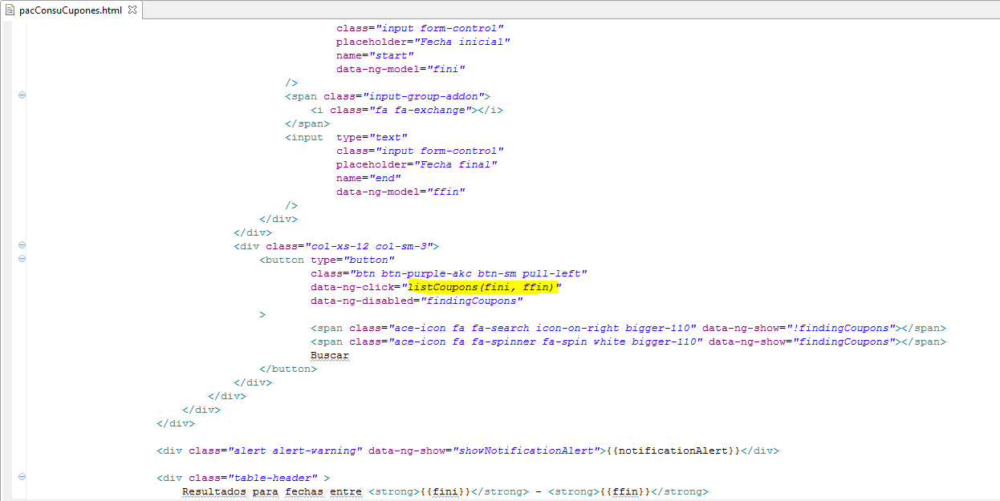 pacConsuCupones.html
class="input form-control"
placeholder="Fecha inicial"
name="start"
data-ng-model="fini"
/>
<span class="input-group-addon">
<i class="fa fa-exchange"></i>
</span>
<input type="text"
class="input form-control"
placeholder="Fecha final"
name="end"
data-ng-model="ffin"
/>
</div>
</div>
<div class="col-xs-12 col-sm-3">
<button type="button"
class="btn btn-purple-akc btn-sm pull-left"
data-ng-click="listCoupons(fini, ffin)"
data-ng-disabled="findingCoupons"
>
<span class="ace-icon fa fa-search icon-on-right bigger-110" data-ng-show="!findingCoupons"></span>
<span class="ace-icon fa fa-spinner fa-spin white bigger-110" data-ng-show="findingCoupons"></span>
Buscar
</button>
</div>
</div>
</div>
</div>
<div class="alert alert-warning" data-ng-show="showNotificationAlert">{{notificationAlert}}</div>
<div class="table-header" >
Resultados para fechas entre <strong>{{fini}}</strong> - <strong>{{ffin}}</strong>